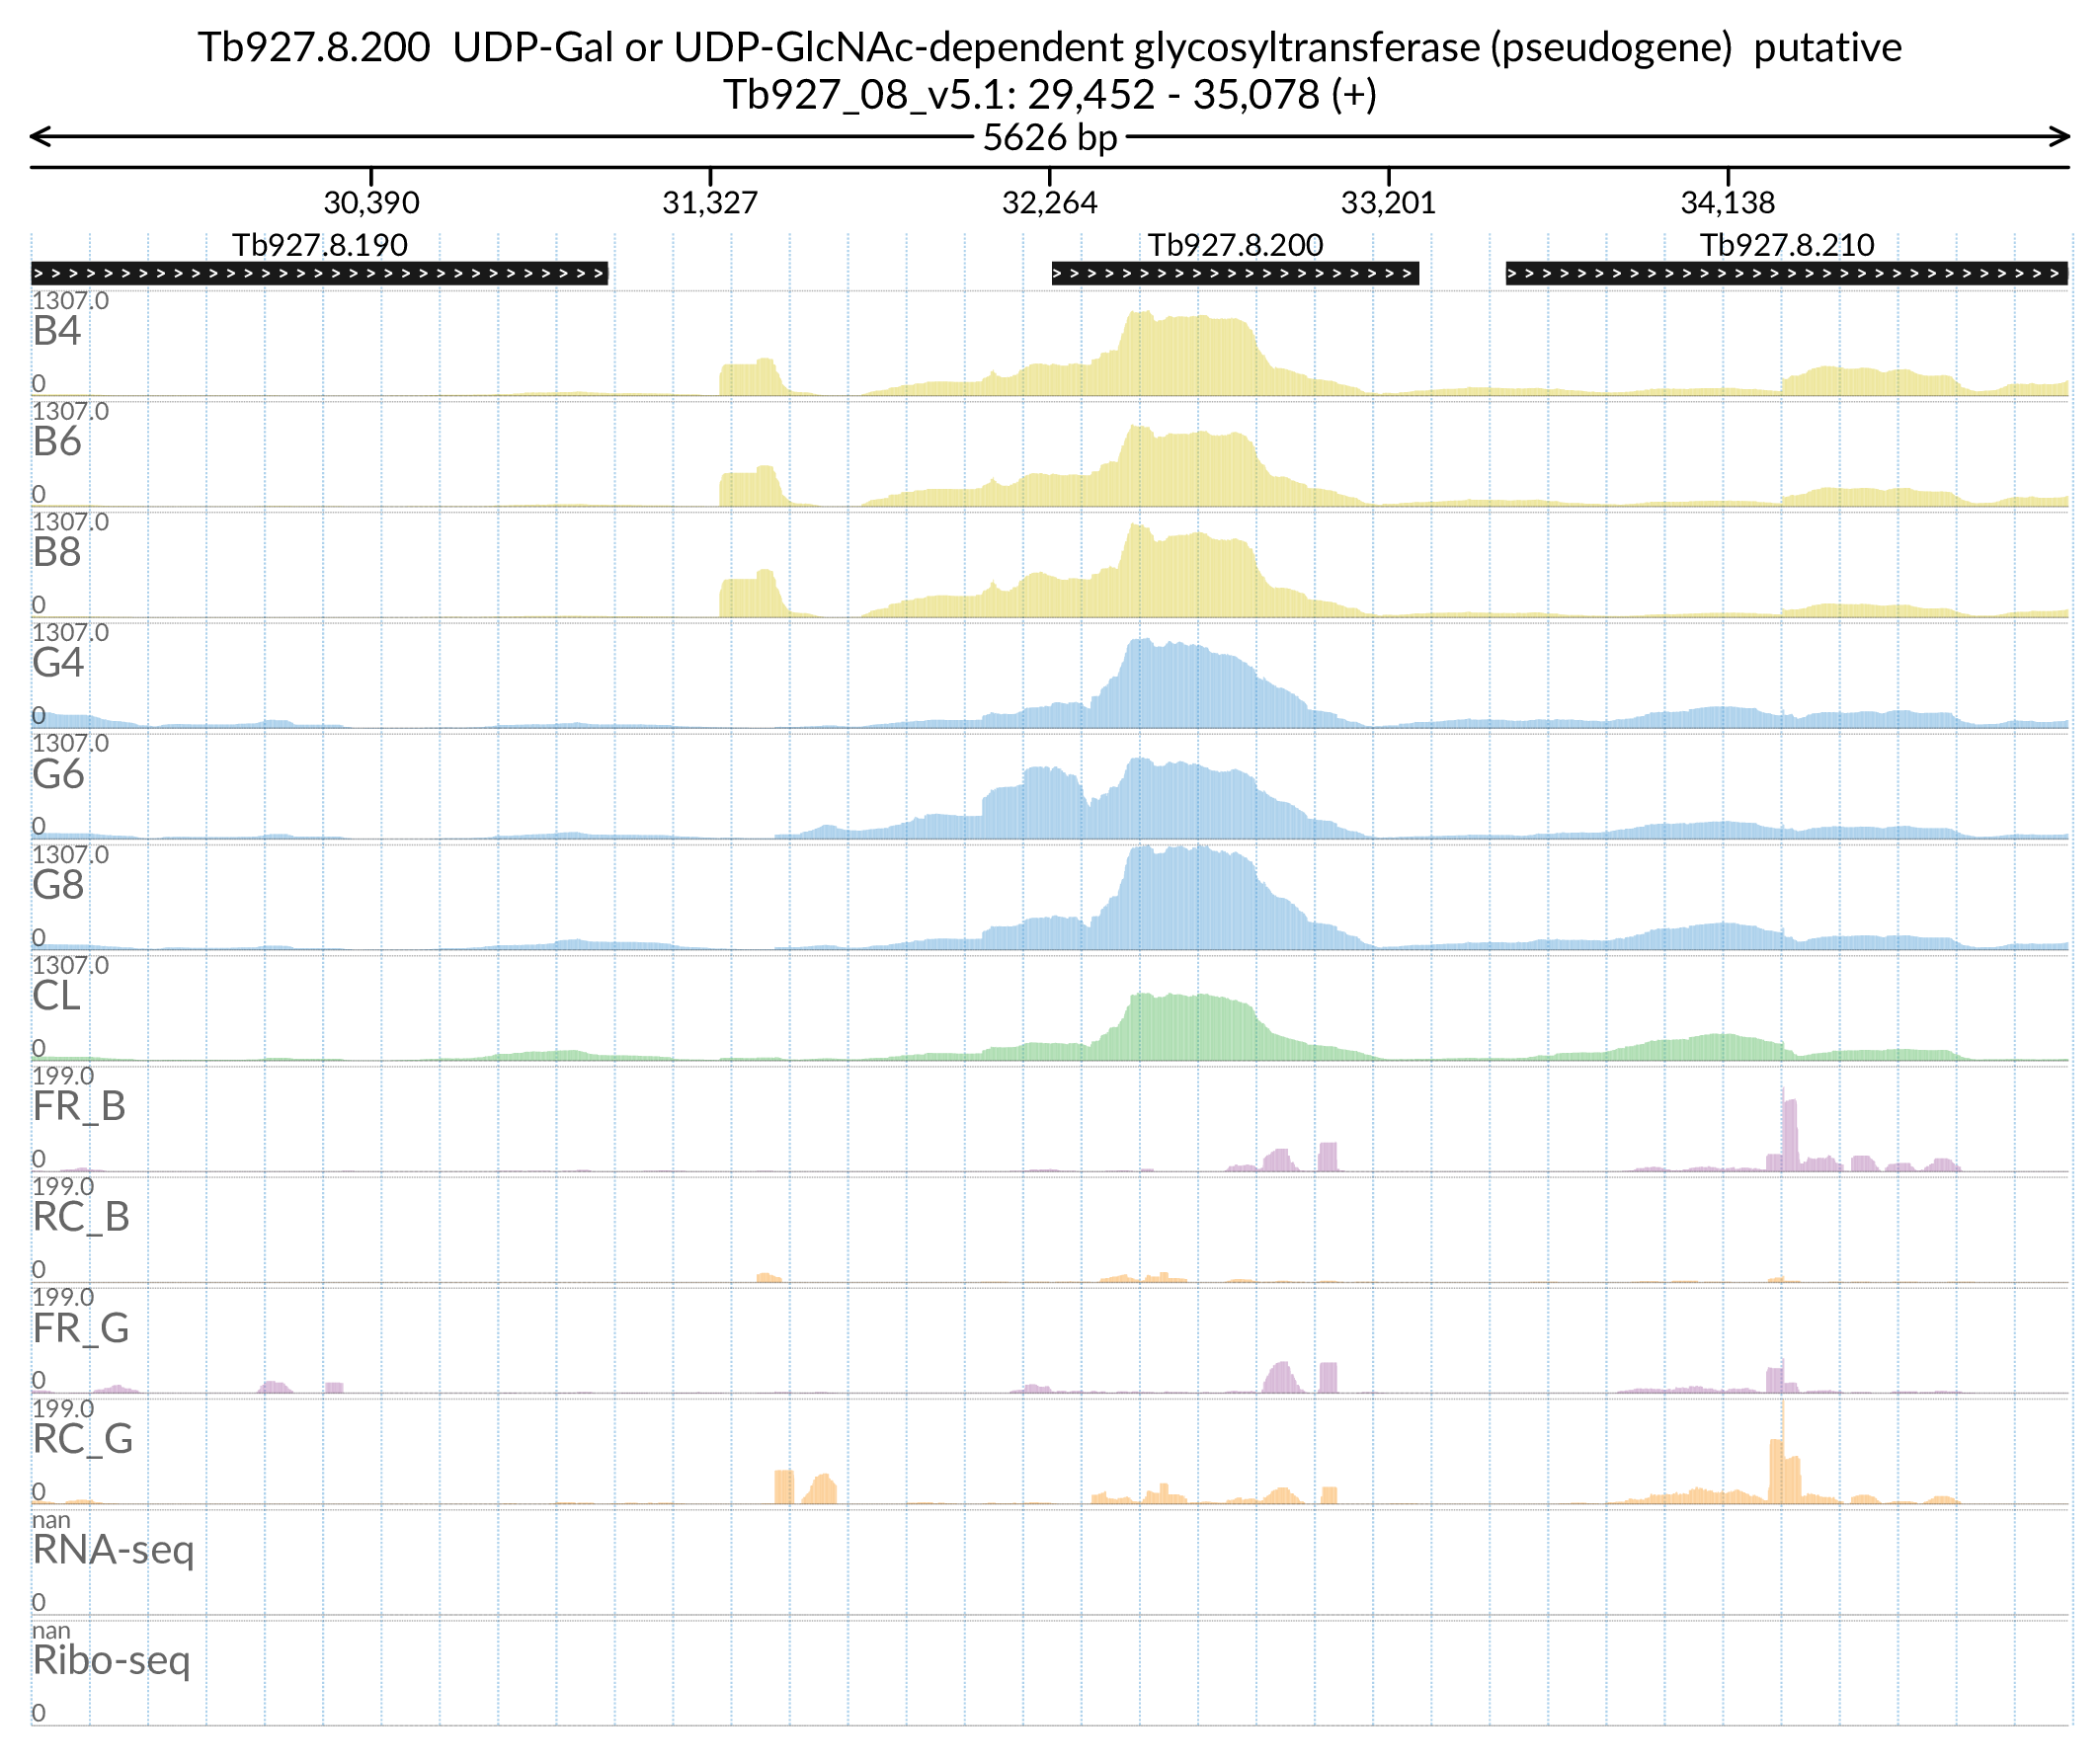 Tb927.8.200  UDP-Gal or UDP-GlcNAc-dependent glycosyltransferase (pseudogene)  putative
Tb927_08_v5.1: 29,452 - 35,078 (+)
5626 bp
30,390 31,327 32,264 33,201 34,138
Tb927.8.190 Tb927.8.200 Tb927.8.210
1307.0
B4
0
1307.0
B6
0
1307.0
B8
0
1307.0
G4
0
1307.0
G6
0
1307.0
G8
0
1307.0
CL
0
199.0
FR_B
0
199.0
RC_B
0
199.0
FR_G
0
199.0
RC_G
0
nan
RNA-seq
0
nan
Ribo-seq
0